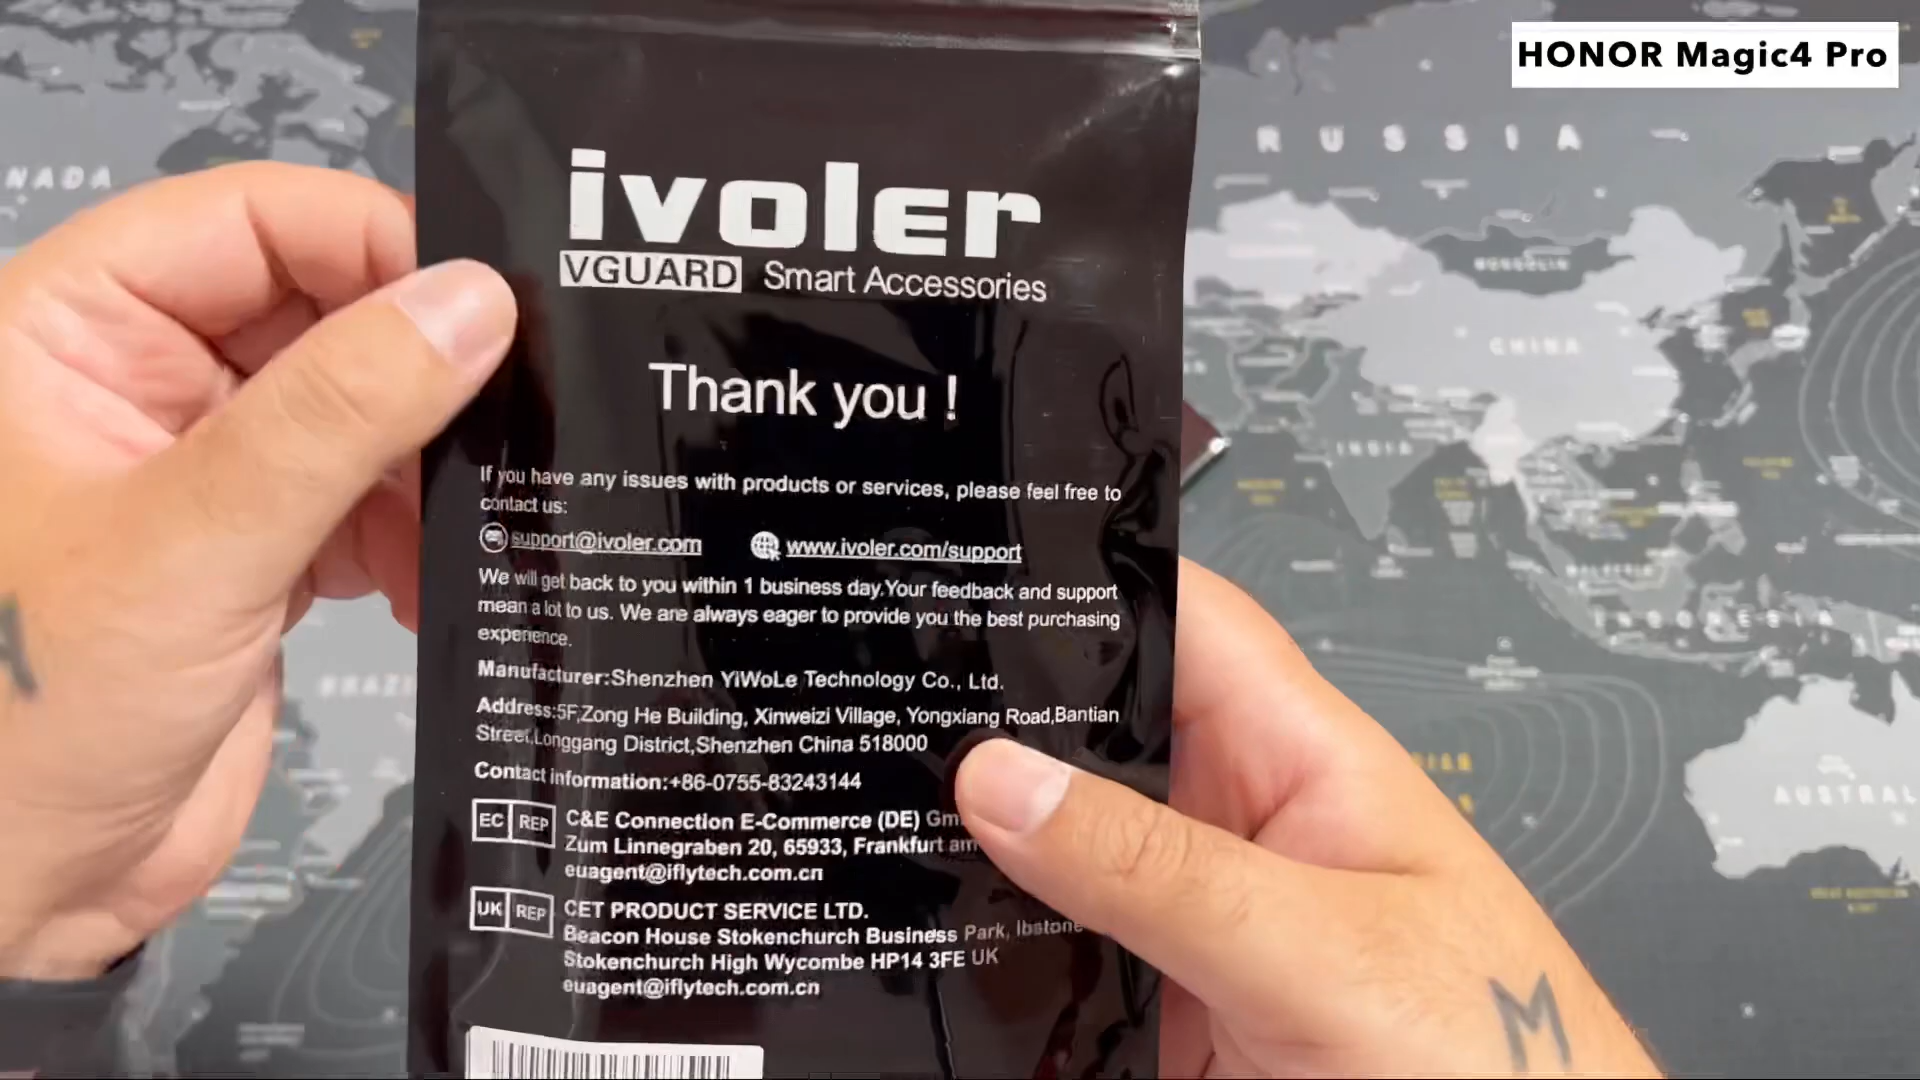 HONOR Magic4 Pro
RUSSIA
NADA
MONGOLIA
CHINA
INDIA
INDONESIA
AUSTRAL
ivoler
VGUARD Smart Accessories
Thank you !
If you have any issues with products or services, please feel free to
contact us:
support@ivoler.com www.ivoler.com/support
We will get back to you within 1 business day.Your feedback and support
mean a lot to us. We are always eager to provide you the best purchasing
experience.
Manufacturer:Shenzhen YiWoLe Technology Co., Ltd.
Address:5F,Zong He Building, Xinweizi Village, Yongxiang Road,Bantian
Street,Longgang District,Shenzhen China 518000
Contact information:+86-0755-83243144
EC REP C&E Connection E-Commerce (DE) Gm
Zum Linnegraben 20, 65933, Frankfurt am
euagent@iflytech.com.cn
UK REP CET PRODUCT SERVICE LTD.
Beacon House Stokenchurch Business Park, Ibstone
Stokenchurch High Wycombe HP14 3FE UK
euagent@iflytech.com.cn
A
M